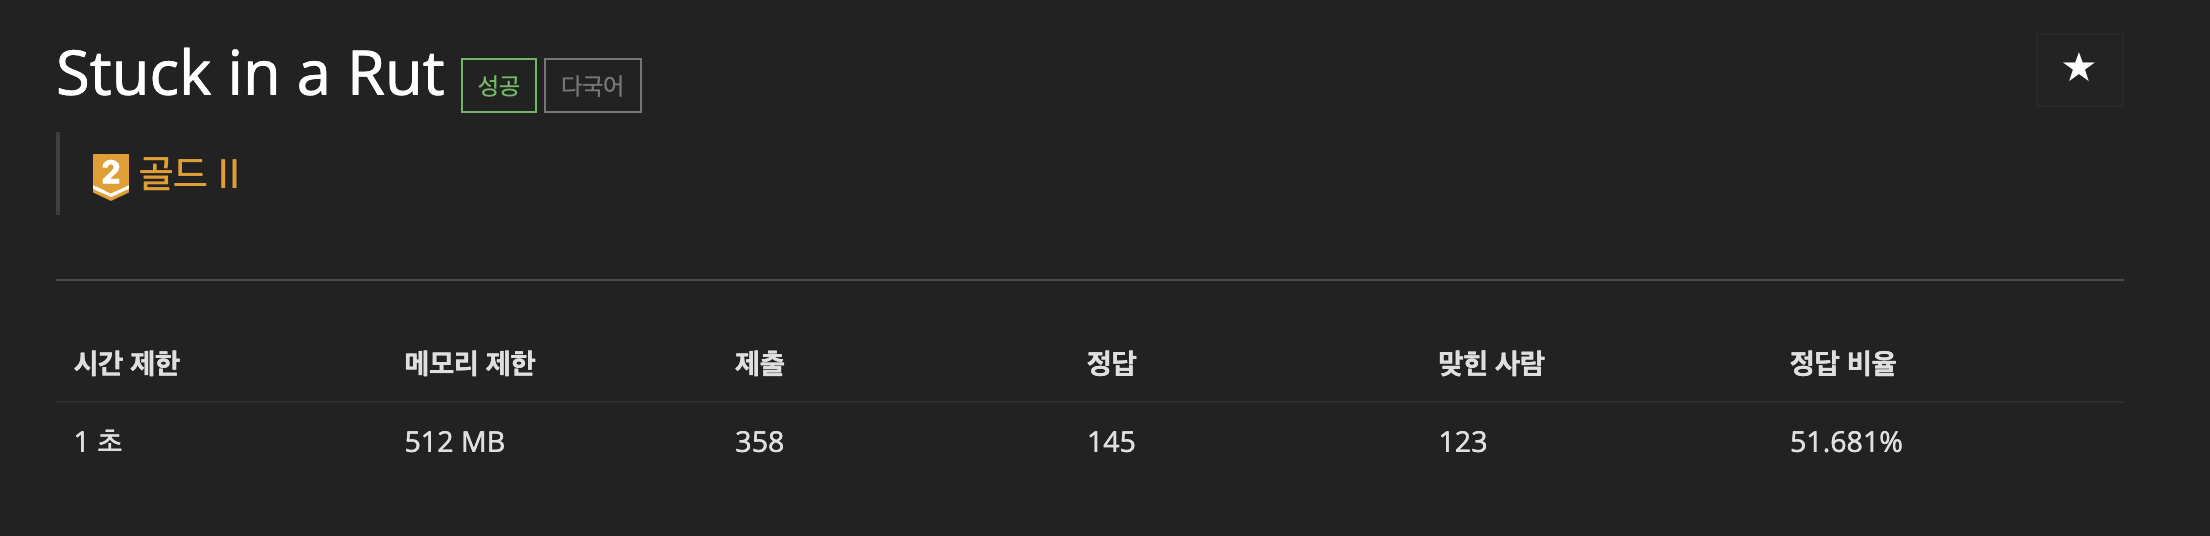 Stuck in a Rut 성공 다국어
2 골드 II
시간 제한 메모리 제한 제출 정답 맞힌 사람 정답 비율
1 초 512 MB 358 145 123 51.681%